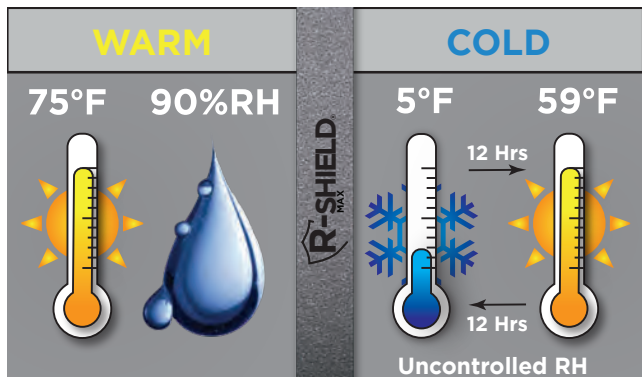 WARM
75°F 90%RH
R-SHIELD
MAX
COLD
5°F 59°F
12 Hrs
12 Hrs
Uncontrolled RH